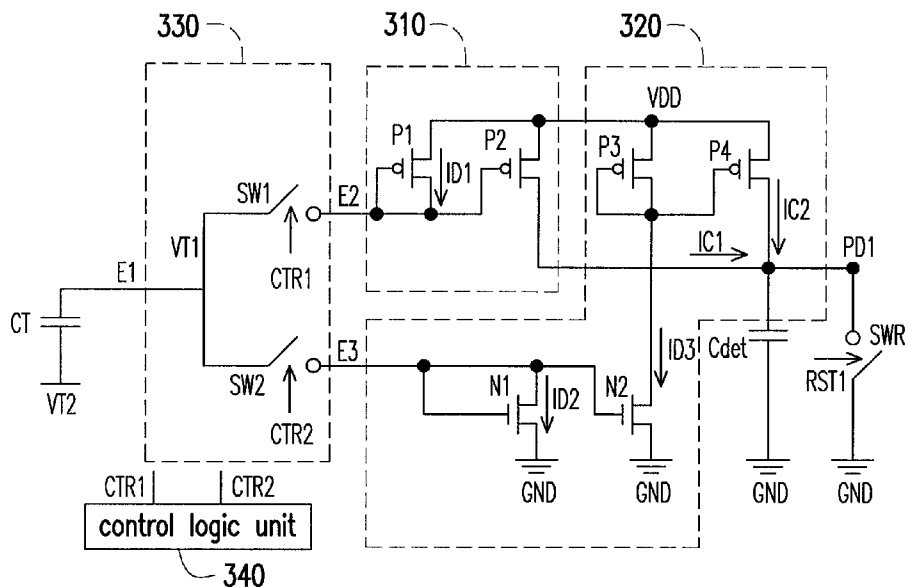 330
310
320
VDD
P1
P2
P3
P4
ID1
SW1
E2
IC2
VT1
IC1
PD1
E1
CTR1
CT
SWR
Cdet
E3
ID3
RST1
SW2
N1
ID2
N2
VT2
CTR2
GND
GND
GND
GND
CTR1
CTR2
control logic unit
340